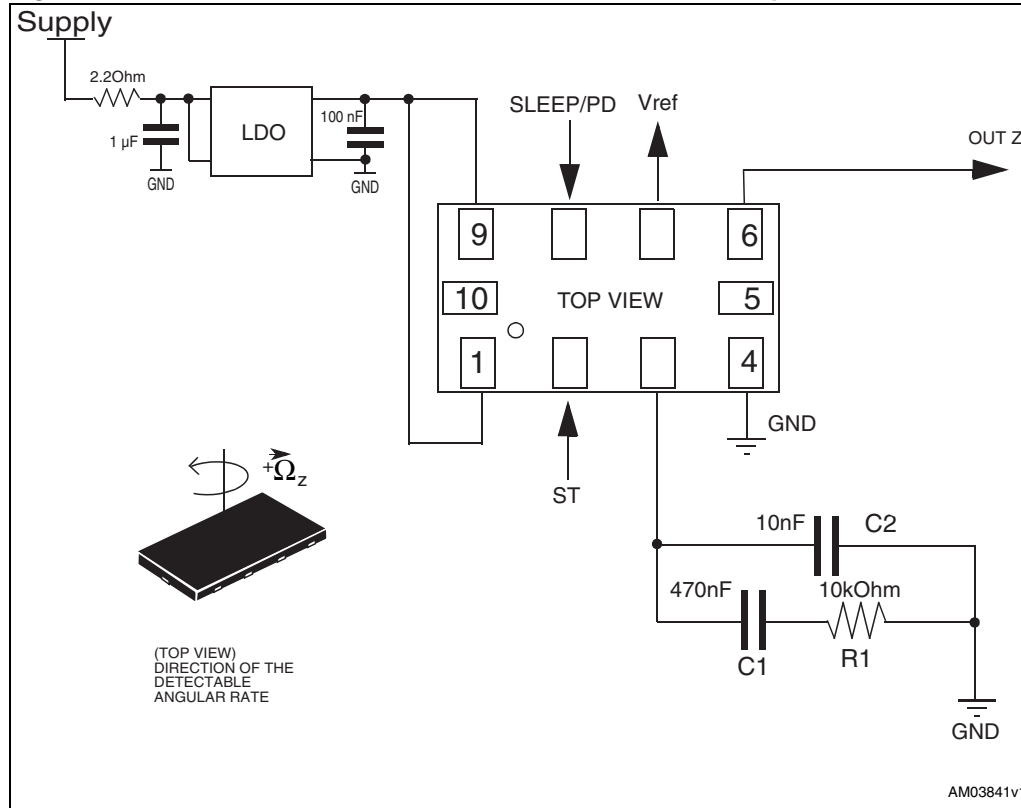 Supply
2.2Ohm
1 µF
GND
LDO
100 nF
GND
SLEEP/PD
Vref
OUT Z
9
6
10
TOP VIEW
5
1
4
GND
ST
+Ωz
10nF
C2
470nF
10kOhm
C1
R1
GND
(TOP VIEW)
DIRECTION OF THE
DETECTABLE
ANGULAR RATE